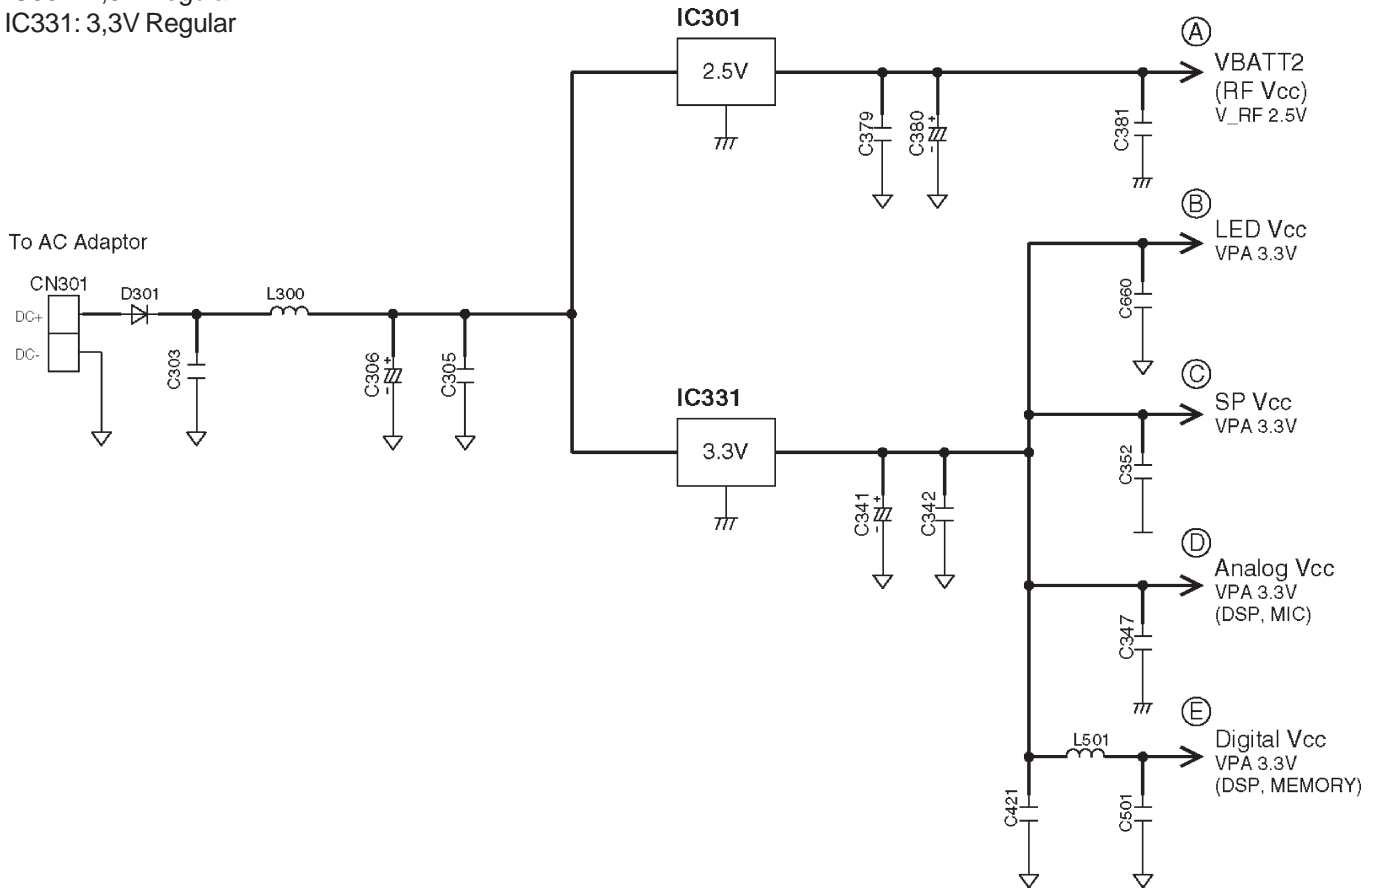 IC331: 3,3V Regular
IC301
2.5V
C379
C380
+
-
C381
A
VBATT2
(RF Vcc)
V_RF 2.5V
To AC Adaptor
CN301
DC+
DC-
D301
C303
L300
C306
+
-
C305
B
LED Vcc
VPA 3.3V
C660
IC331
3.3V
C341
+
-
C342
C
SP Vcc
VPA 3.3V
C352
D
Analog Vcc
VPA 3.3V
(DSP, MIC)
C347
E
Digital Vcc
VPA 3.3V
(DSP, MEMORY)
L501
C421
C501